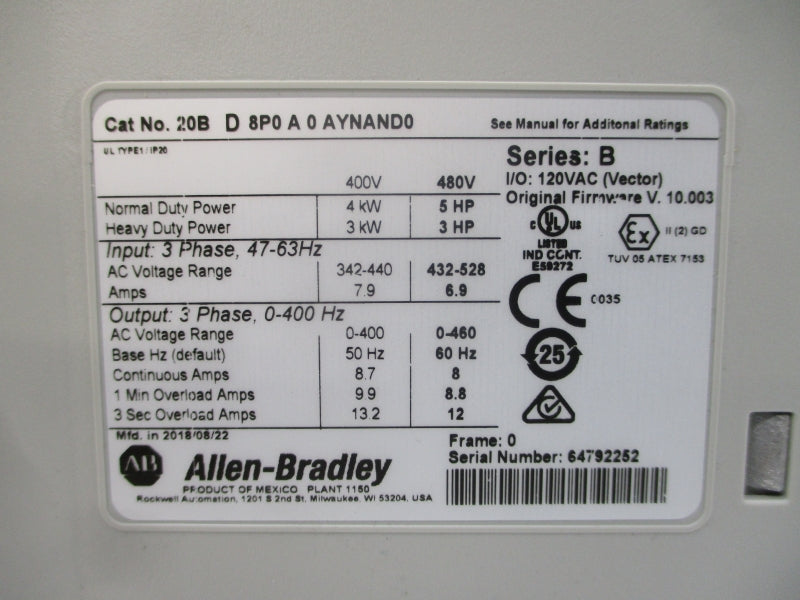 Cat No. 20B D 8P0 A 0 AYNAND0 See Manual for Additonal Ratings
UL TYPE1 / IP20
Series: B
I/O: 120VAC (Vector)
Original Firmware V. 10.003
400V 480V
Normal Duty Power 4 kW 5 HP
Heavy Duty Power 3 kW 3 HP
Input: 3 Phase, 47-63Hz
AC Voltage Range 342-440 432-528
Amps 7.9 6.9
Output: 3 Phase, 0-400 Hz
AC Voltage Range 0-400 0-460
Base Hz (default) 50 Hz 60 Hz
Continuous Amps 8.7 8
1 Min Overload Amps 9.9 8.8
3 Sec Overload Amps 13.2 12
c UL us
LISTED
IND CONT.
E59272
Ex II (2) GD
TUV 05 ATEX 7153
CE 0035
25
Mfd. in 2018/08/22
Frame: 0
Serial Number: 64792252
AB Allen-Bradley
PRODUCT OF MEXICO PLANT 1150
Rockwell Automation, 1201 S 2nd St, Milwaukee, WI 53204, USA